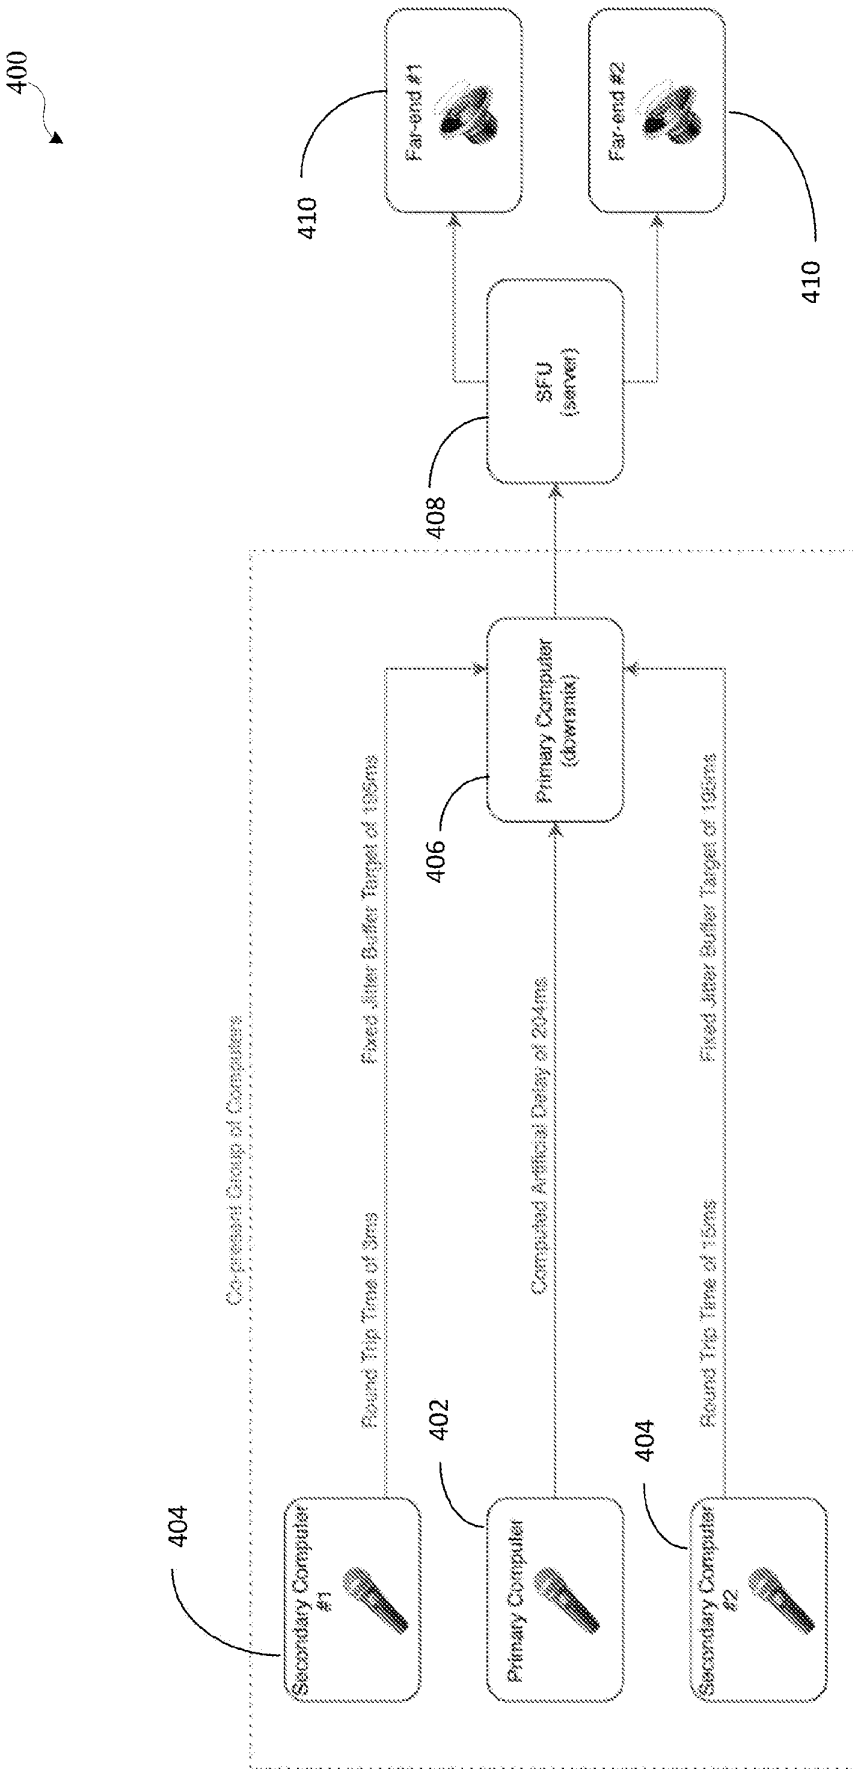 400
Co-present Group of Computers
404
Secondary Computer
#1
Round Trip Time of 3ms
Fixed Jitter Buffer Target of 195ms
402
Primary Computer
Computed Artificial Delay of 204ms
406
Primary Computer
(downmix)
404
Secondary Computer
#2
Round Trip Time of 15ms
Fixed Jitter Buffer Target of 195ms
408
SFU
(server)
410
Far-end #1
Far-end #2
410